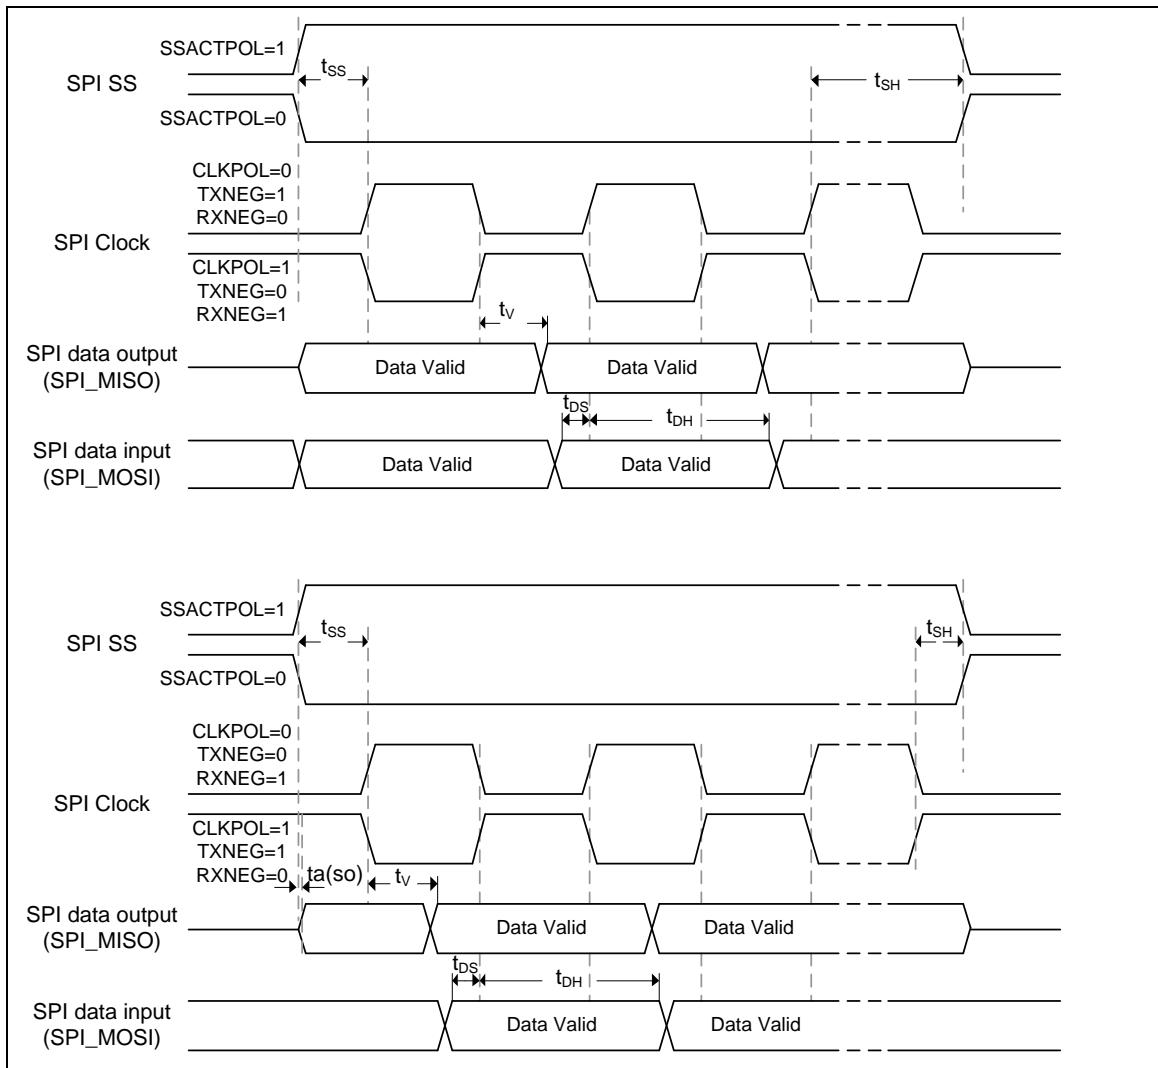 SSACTPOL=1
SPI SS
tSS
tSH
SSACTPOL=0
CLKPOL=0
TXNEG=1
RXNEG=0
SPI Clock
CLKPOL=1
TXNEG=0
RXNEG=1
tV
SPI data output
(SPI_MISO)
Data Valid
Data Valid
tDS
tDH
SPI data input
(SPI_MOSI)
Data Valid
Data Valid
SSACTPOL=1
SPI SS
tSS
tSH
SSACTPOL=0
CLKPOL=0
TXNEG=0
RXNEG=1
SPI Clock
CLKPOL=1
TXNEG=1
RXNEG=0
ta(so)
tV
SPI data output
(SPI_MISO)
Data Valid
Data Valid
tDS
tDH
SPI data input
(SPI_MOSI)
Data Valid
Data Valid